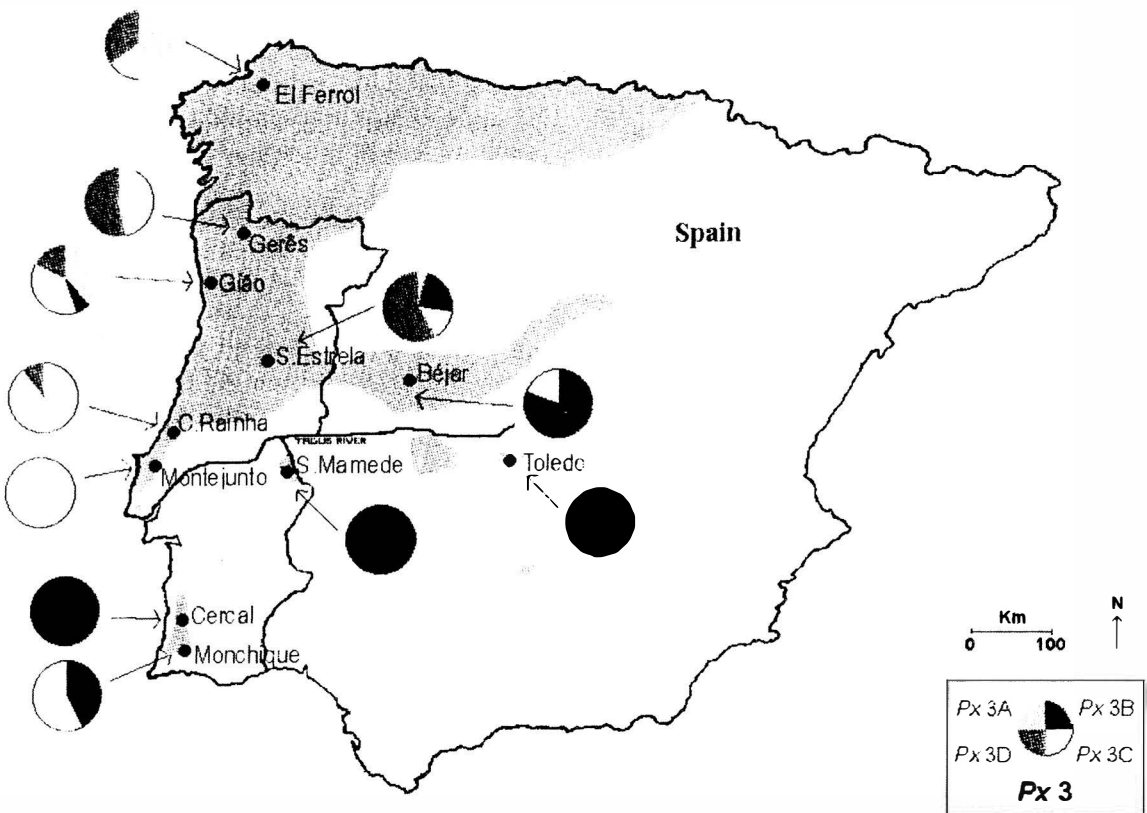 El Ferrol
Spain
Gerês
Gião
S.Estrela
Béjar
C.Rainha
TAGUS RIVER
Montejunto
S.Mamede
Toledo
Cercal
Monchique
Km
0 100
N
Px 3A Px 3B
Px 3D Px 3C
Px 3